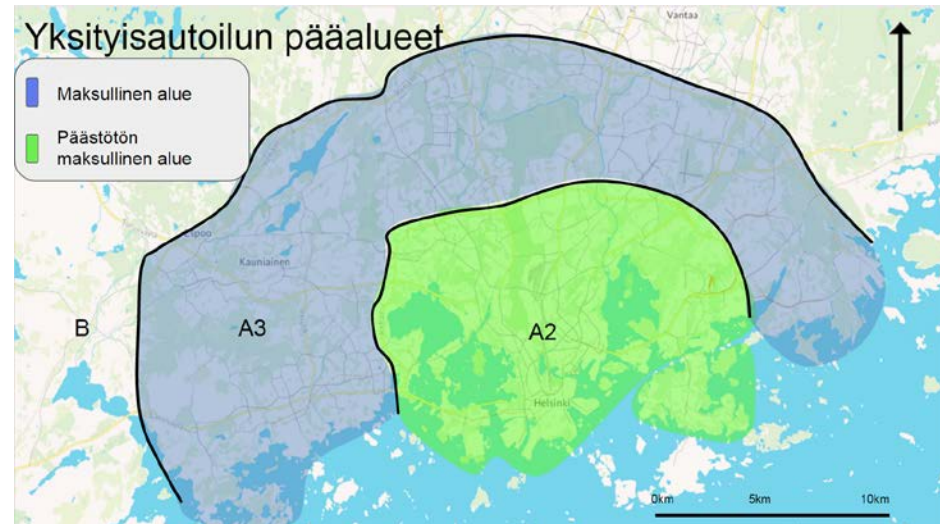 Yksityisautoilun pääalueet
Vantaa
Maksullinen alue
Päästötön
maksullinen alue
Espoo
Kauniainen
B
A3
A2
Helsinki
0km
5km
10km